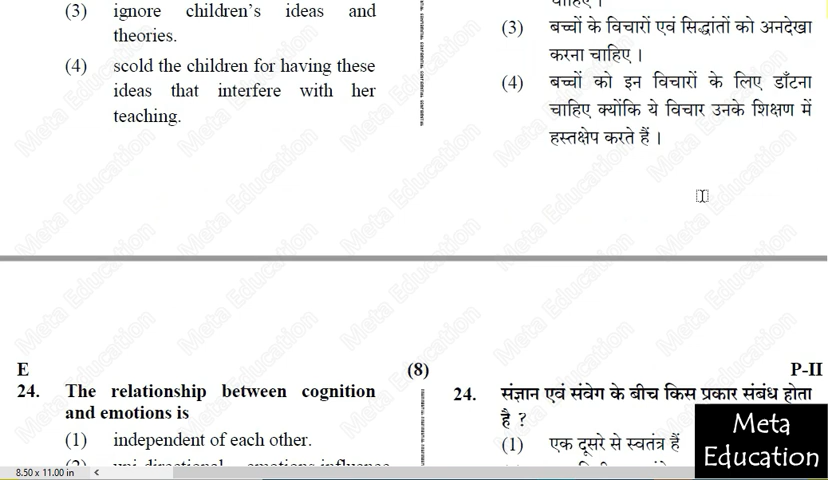 (3) ignore children's ideas and
theories.
(4) scold the children for having these
ideas that interfere with her
teaching.
(3) बच्चों के विचारों एवं सिद्धांतों को अनदेखा
करना चाहिए ।
(4) बच्चों को इन विचारों के लिए डाँटना
चाहिए क्योंकि ये विचार उनके शिक्षण में
हस्तक्षेप करते हैं ।
E (8) P-II
24. The relationship between cognition
and emotions is
(1) independent of each other.
24. संज्ञान एवं संवेग के बीच किस प्रकार संबंध होता
है ?
(1) एक दूसरे से स्वतंत्र हैं
Meta
Education
8.50 x 11.00 in